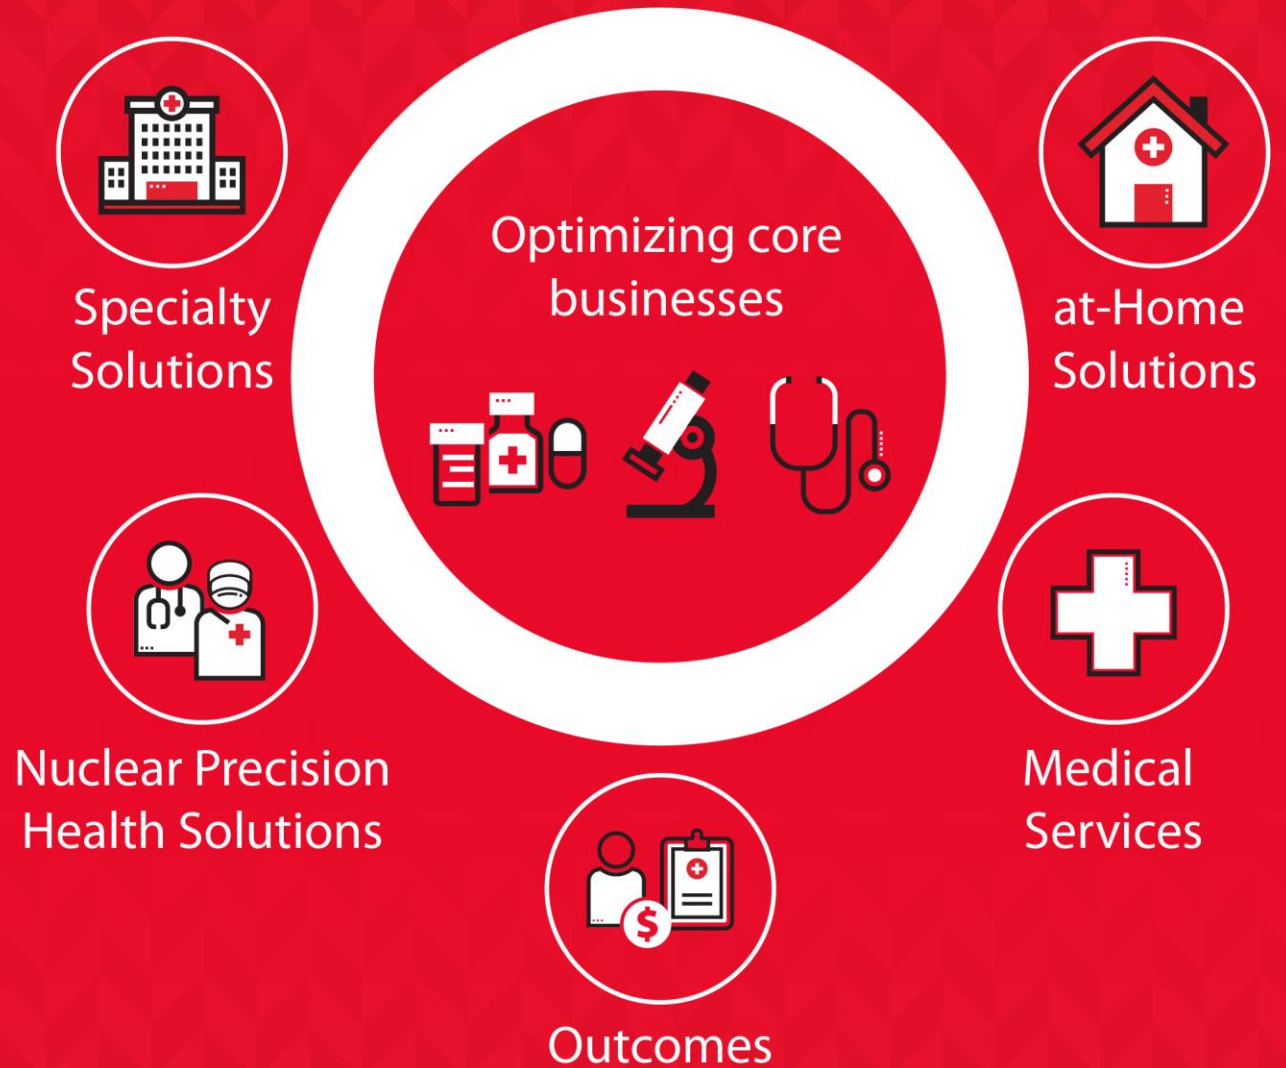 Optimizing core
businesses
Specialty
Solutions
at-Home
Solutions
Nuclear Precision
Health Solutions
Medical
Services
$
Outcomes